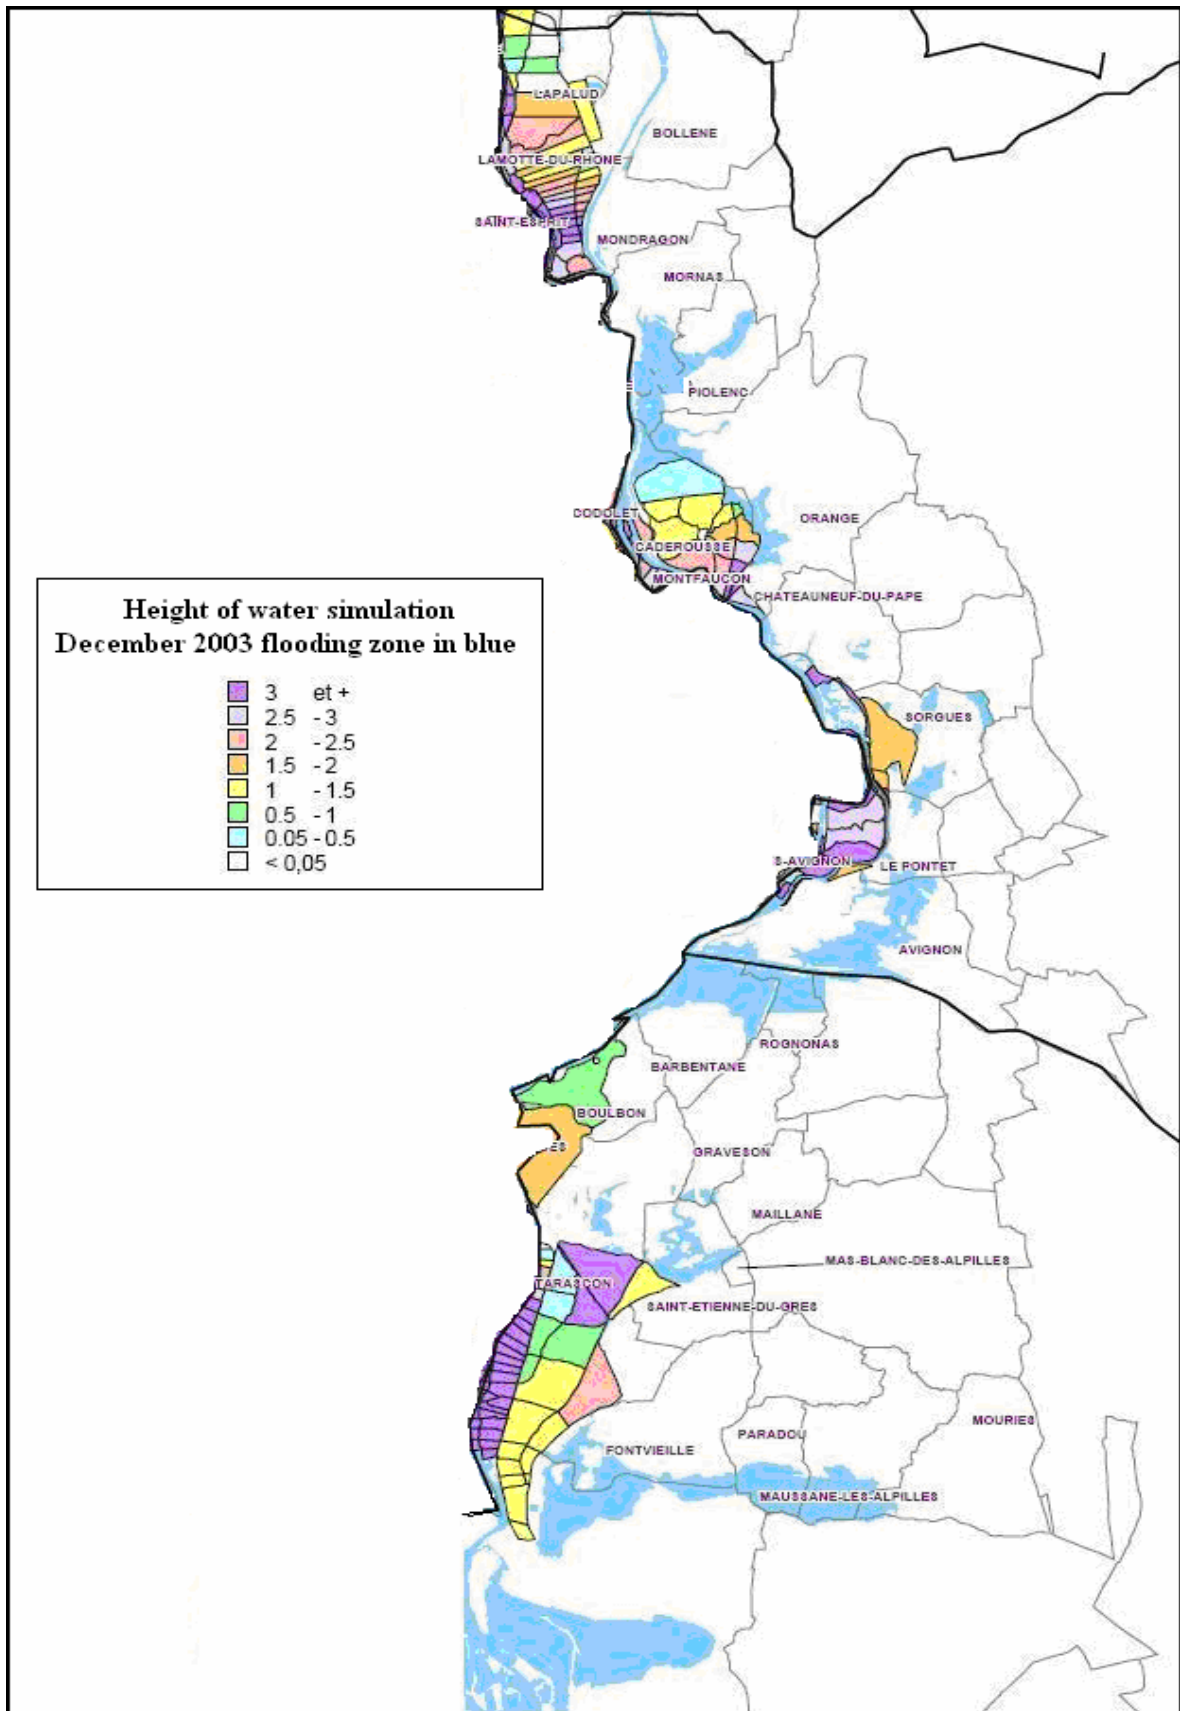 LAPALUD
BOLLENE
LAMOTTE-DU-RHONE
SAINT-ESPRIT
MONDRAGON
MORNAS
PIOLENC
CODOLET
ORANGE
CADEROUSSE
MONTFAUCON
CHATEAUNEUF-DU-PAPE
Height of water simulation
December 2003 flooding zone in blue
3 et +
2.5 - 3
2 - 2.5
1.5 - 2
1 - 1.5
0.5 - 1
0.05 - 0.5
< 0,05
SORGUES
S-AVIGNON
LE PONTET
AVIGNON
ROGNONAS
BARBENTANE
BOULBON
ES
GRAVESON
MAILLANE
MAS-BLANC-DES-ALPILLES
TARASCON
SAINT-ETIENNE-DU-GRES
MOURIES
PARADOU
FONTVIEILLE
MAUSSANE-LES-ALPILLES